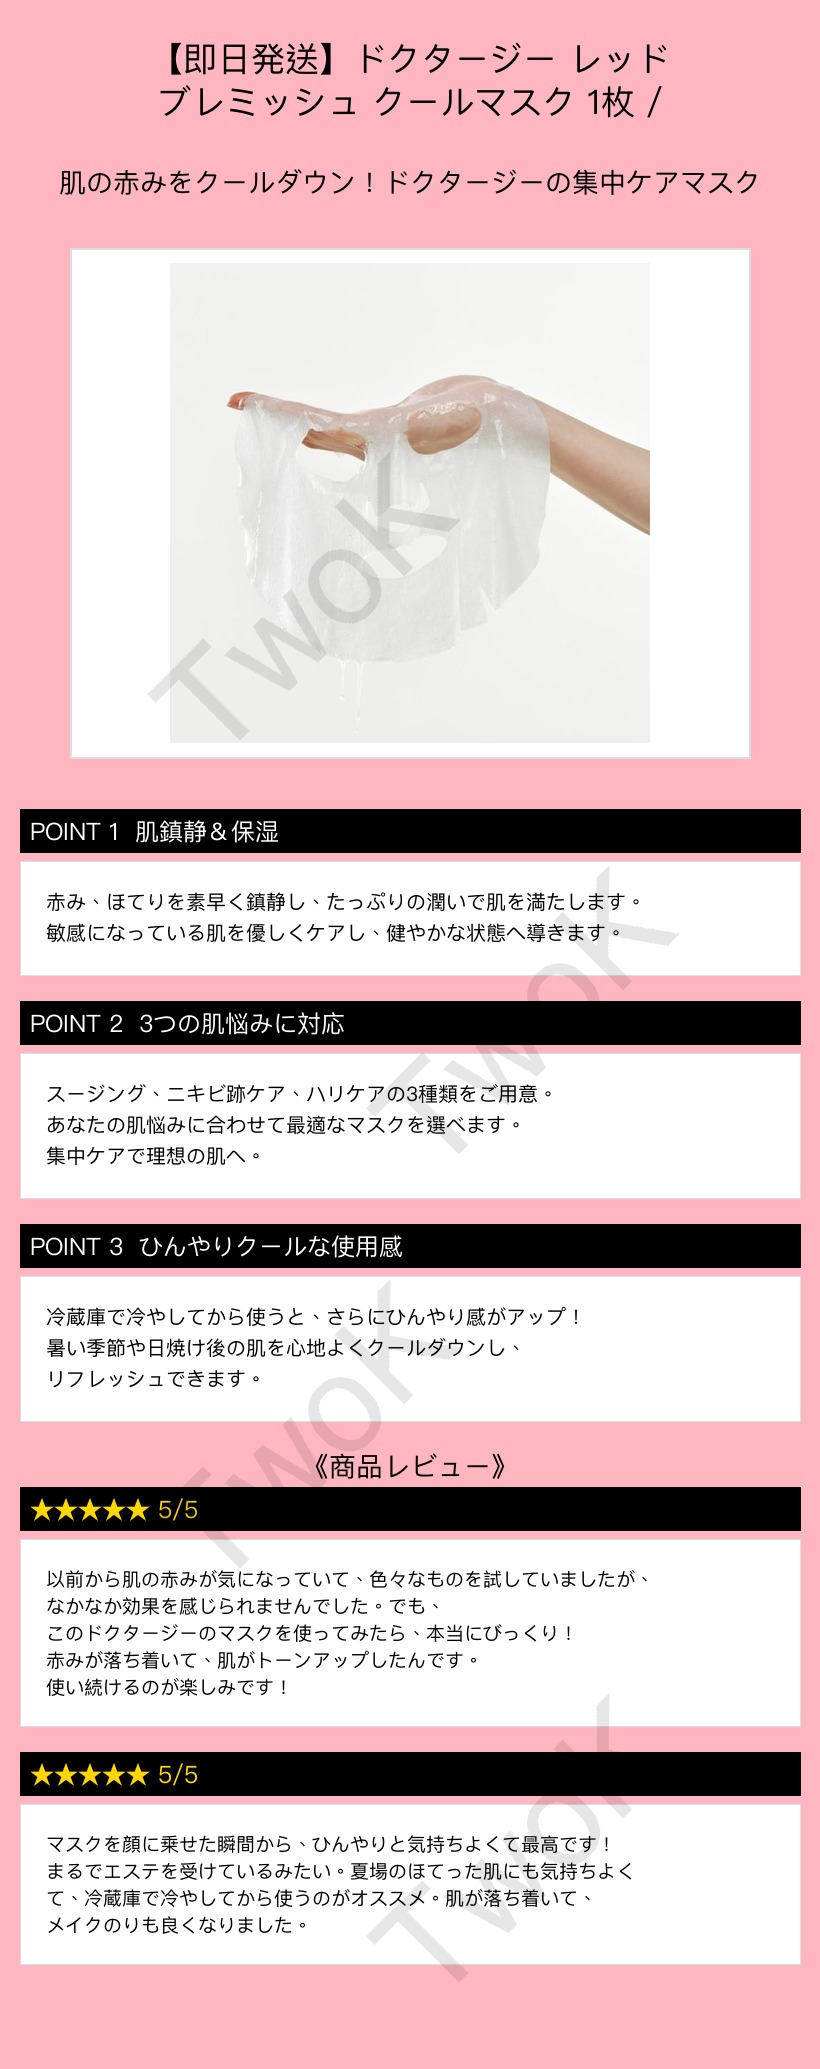 【即日発送】ドクタージー レッド
ブレミッシュ クールマスク 1枚 /
肌の赤みをクールダウン！ドクタージーの集中ケアマスク
TwoK
POINT 1 肌鎮静＆保湿
赤み、ほてりを素早く鎮静し、たっぷりの潤いで肌を満たします。
敏感になっている肌を優しくケアし、健やかな状態へ導きます。
TwoK
POINT 2 3つの肌悩みに対応
スージング、ニキビ跡ケア、ハリケアの3種類をご用意。
あなたの肌悩みに合わせて最適なマスクを選べます。
集中ケアで理想の肌へ。
POINT 3 ひんやりクールな使用感
冷蔵庫で冷やしてから使うと、さらにひんやり感がアップ！
暑い季節や日焼け後の肌を心地よくクールダウンし、
リフレッシュできます。
TwoK
《商品レビュー》
★★★★★ 5/5
以前から肌の赤みが気になっていて、色々なものを試していましたが、
なかなか効果を感じられませんでした。でも、
このドクタージーのマスクを使ってみたら、本当にびっくり！
赤みが落ち着いて、肌がトーンアップしたんです。
使い続けるのが楽しみです！
★★★★★ 5/5
マスクを顔に乗せた瞬間から、ひんやりと気持ちよくて最高です！
まるでエステを受けているみたい。夏場のほてった肌にも気持ちよく
て、冷蔵庫で冷やしてから使うのがオススメ。肌が落ち着いて、
メイクのりも良くなりました。
TwoK